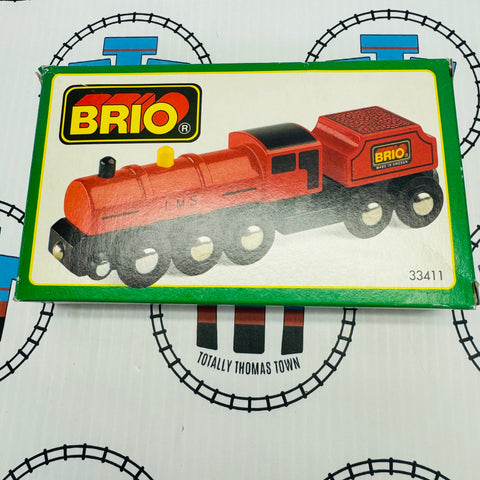 BRIO®
LMS
BRIO
MADE IN SWEDEN
33411
TOTALLY THOMAS TOWN